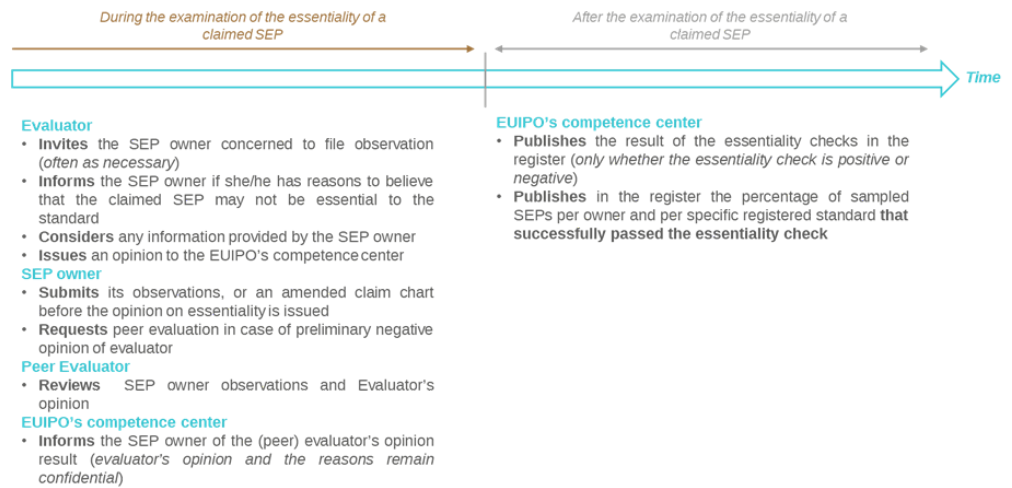 During the examination of the essentiality of a
claimed SEP
After the examination of the essentiality of a
claimed SEP
Time
Evaluator
• Invites the SEP owner concerned to file observation
(often as necessary)
• Informs the SEP owner if she/he has reasons to believe
that the claimed SEP may not be essential to the
standard
• Considers any information provided by the SEP owner
• Issues an opinion to the EUIPO's competence center
SEP owner
• Submits its observations, or an amended claim chart
before the opinion on essentiality is issued
• Requests peer evaluation in case of preliminary negative
opinion of evaluator
Peer Evaluator
• Reviews SEP owner observations and Evaluator's
opinion
EUIPO's competence center
• Informs the SEP owner of the (peer) evaluator's opinion
result (evaluator's opinion and the reasons remain
confidential)
EUIPO's competence center
• Publishes the result of the essentiality checks in the
register (only whether the essentiality check is positive or
negative)
• Publishes in the register the percentage of sampled
SEPs per owner and per specific registered standard that
successfully passed the essentiality check